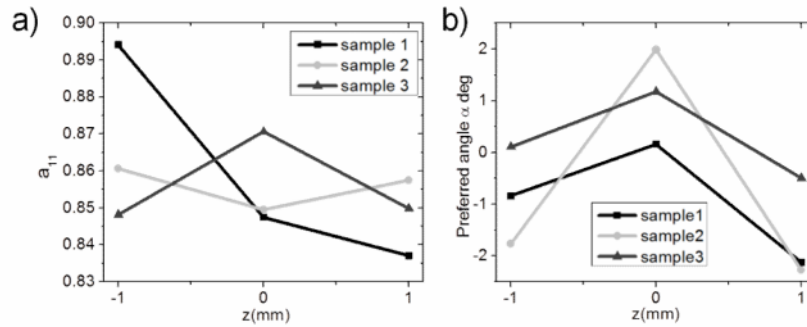 a)
0.90
0.89
0.88
0.87
0.86
0.85
0.84
0.83
a11
-1
0
1
z(mm)
sample 1
sample 2
sample 3
b)
2
1
0
-1
-2
Preferred angle α deg
-1
0
1
z(mm)
sample1
sample2
sample3